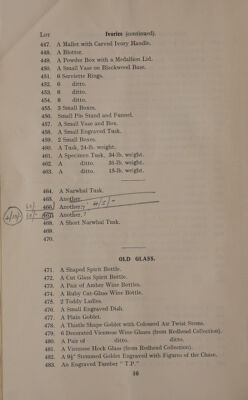 Lot Ivories (continued).
447. A Mallet with Carved Ivory Handle.
448. A Blotter.
449. A Powder Box with a Medallion Lid.
450. A Small Vase on Blackwood Base.
451. 6 Serviette Rings.
452. 6 ditto.
453. 6 ditto.
454. 6 ditto.
455. 3 Small Boxes.
456. Small Pin Stand and Funnel.
457. A Small Vase and Box.
458. A Small Engraved Tusk.
459. 2 Small Boxes.
460. A Tusk, 24-lb. weight.
461. A Specimen Tusk, 34-lb. weight.
462. A ditto. 31-lb. weight.
463. A ditto. 15-lb. weight.
464. A Narwhal Tusk.
465. Another.
466. Another.
467. Another.
468. A Short Narwhal Tusk.
469.
470.
OLD GLASS.
471. A Shaped Spirit Bottle.
472. A Cut Glass Spirit Bottle.
473. A Pair of Amber Wine Bottles.
474. A Ruby Cut-Glass Wine Bottle.
475. 2 Toddy Ladles.
476. A Small Engraved Dish.
477. A Plain Goblet.
478. A Thistle Shape Goblet with Coloured Air Twist Stems.
479. 6 Decorated Viennese Wine Glasses (from Redhead Collection).
480. A Pair of ditto. ditto.
481. A Viennese Hock Glass (from Redhead Collection).
482. A 9½" Stemmed Goblet Engraved with Figures of the Chase.
483. An Engraved Tumbler "T.P."
16